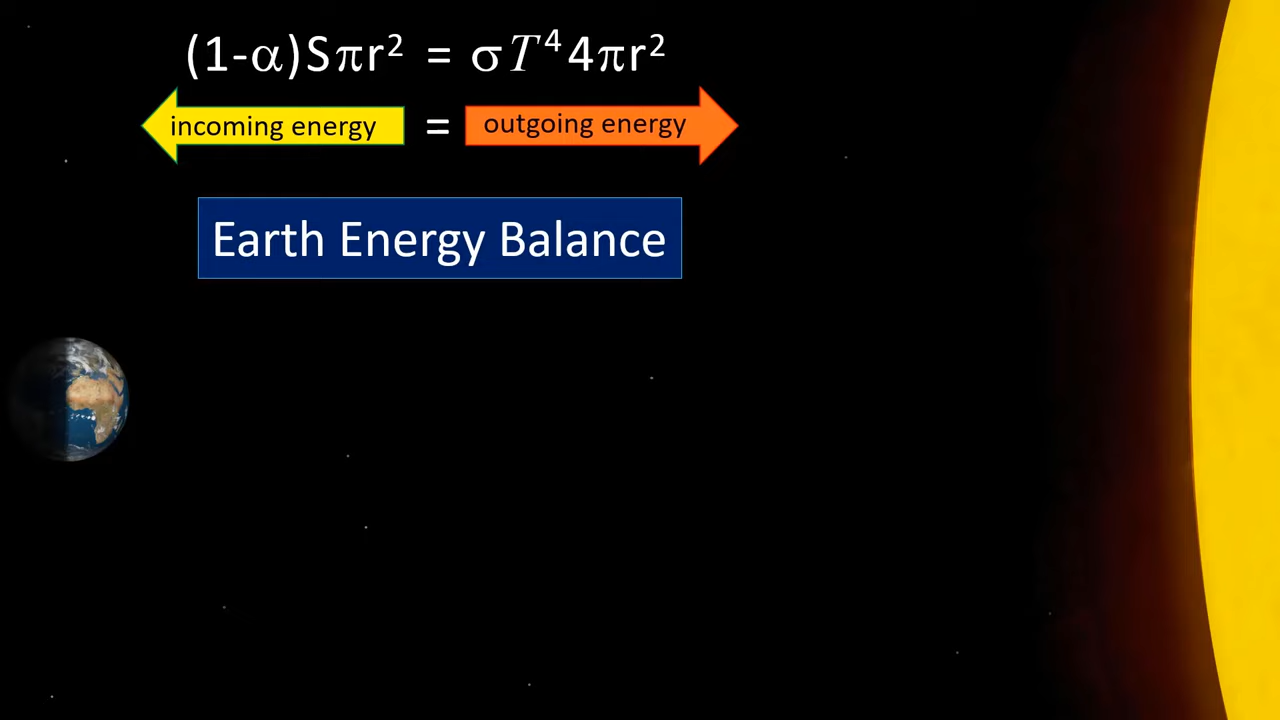 (1-α)Sπr² = σT⁴4πr²
incoming energy = outgoing energy
Earth Energy Balance